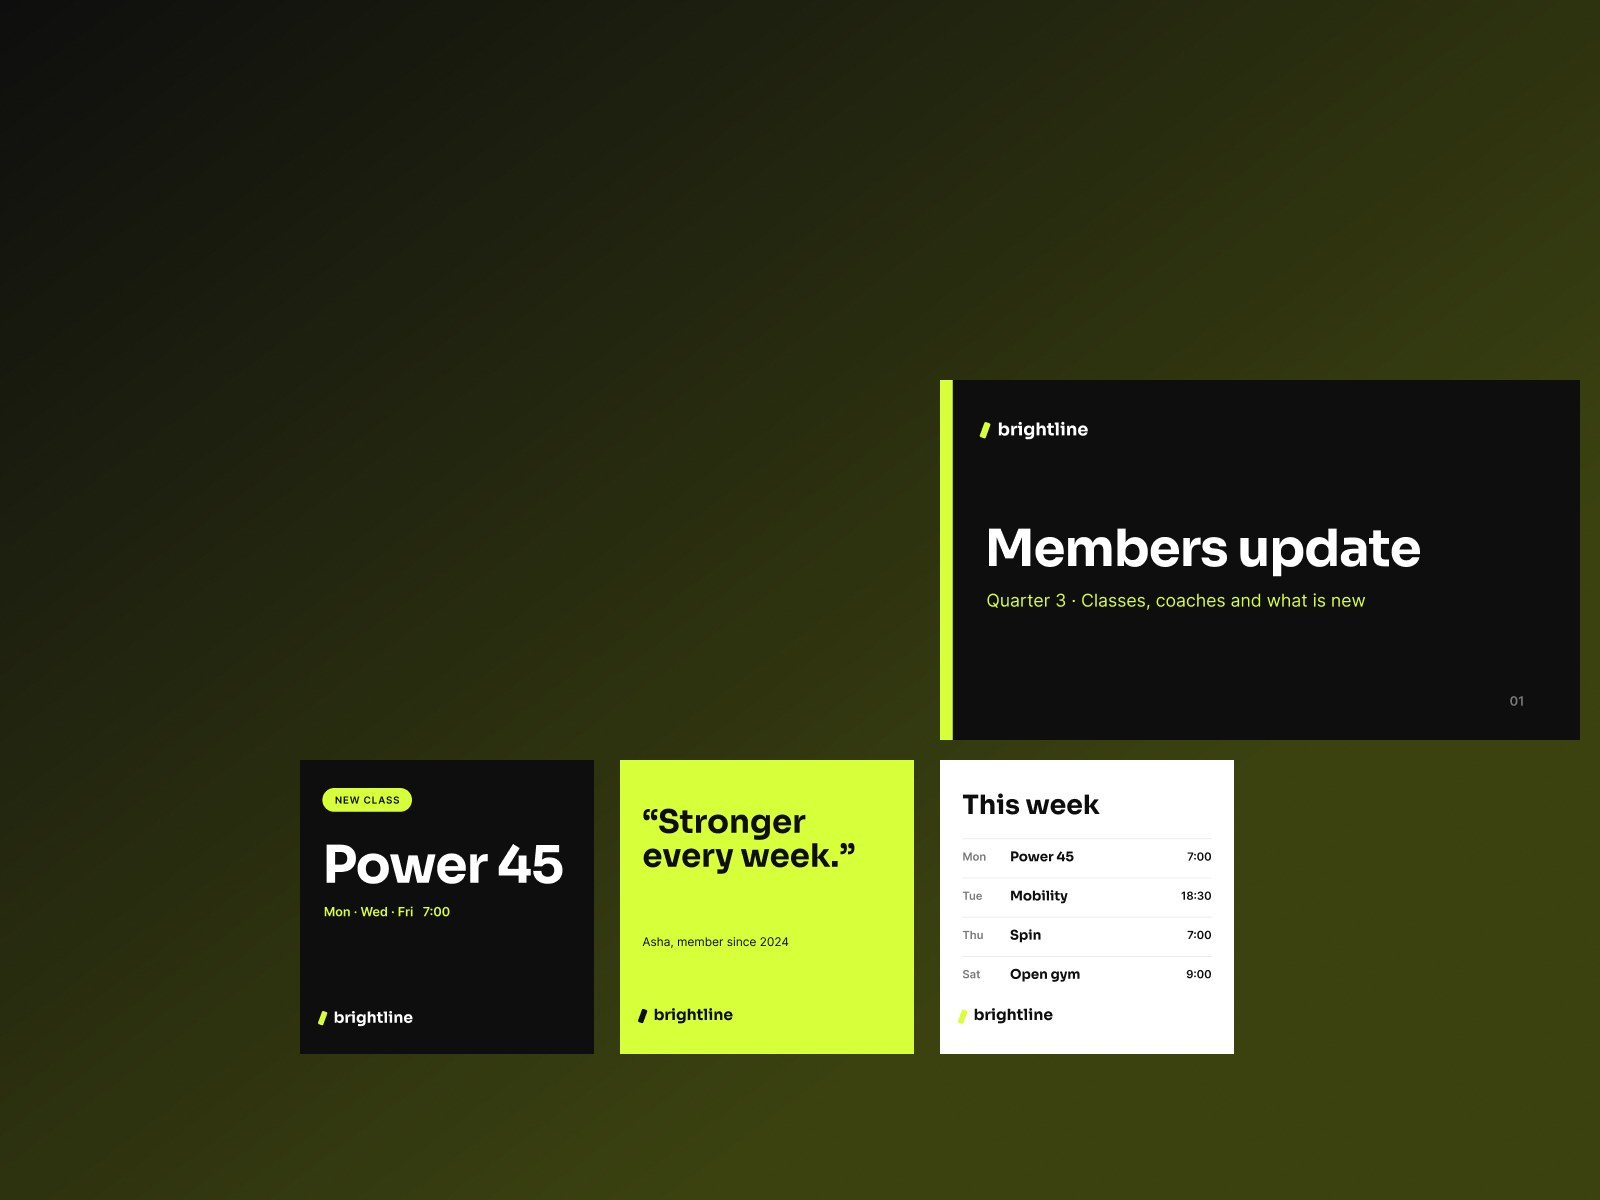 brightline
Members update
Quarter 3 · Classes, coaches and what is new
01
NEW CLASS
Power 45
Mon · Wed · Fri 7:00
brightline
“Stronger
every week.”
Asha, member since 2024
brightline
This week
Mon Power 45 7:00
Tue Mobility 18:30
Thu Spin 7:00
Sat Open gym 9:00
brightline